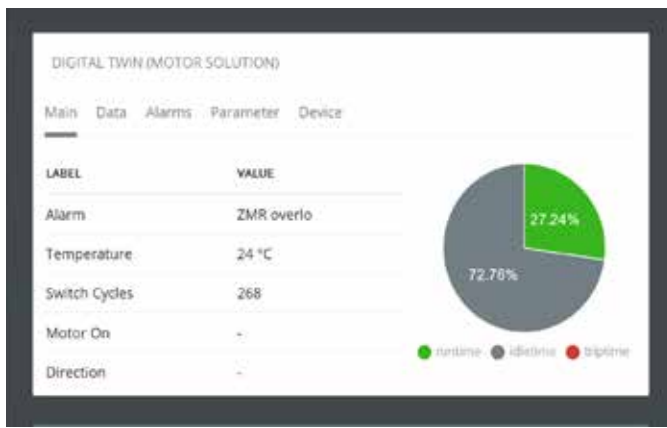 DIGITAL TWIN (MOTOR SOLUTION)
Main Data Alarms Parameter Device
LABEL VALUE
Alarm ZMR overlo
Temperature 24 °C
Switch Cycles 268
Motor On -
Direction -
27.24%
72.76%
runtime idletime triptime